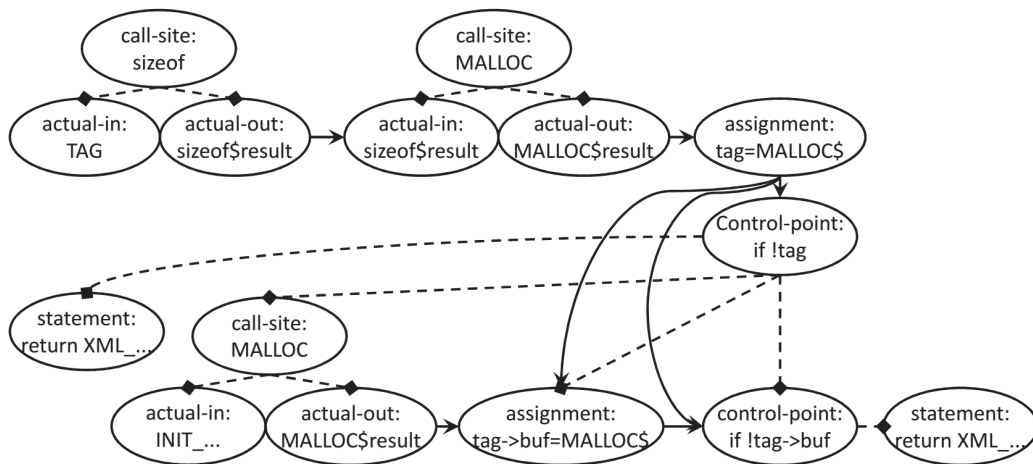 call-site:
sizeof
call-site:
MALLOC
actual-in:
TAG
actual-out:
sizeof$result
actual-in:
sizeof$result
actual-out:
MALLOC$result
assignment:
tag=MALLOC$
Control-point:
if !tag
statement:
return XML_...
call-site:
MALLOC
actual-in:
INIT_...
actual-out:
MALLOC$result
assignment:
tag->buf=MALLOC$
control-point:
if !tag->buf
statement:
return XML_...